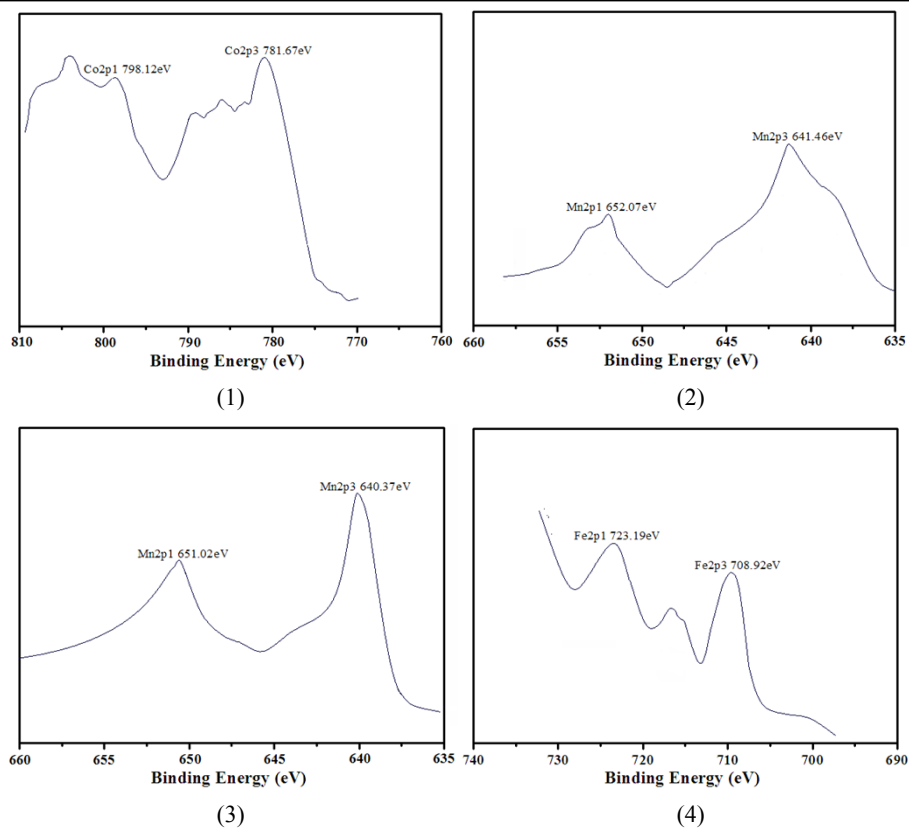 Co2p1 798.12eV
Co2p3 781.67eV
810 800 790 780 770 760
Binding Energy (eV)
(1)
Mn2p1 652.07eV
Mn2p3 641.46eV
660 655 650 645 640 635
Binding Energy (eV)
(2)
Mn2p1 651.02eV
Mn2p3 640.37eV
660 655 650 645 640 635
Binding Energy (eV)
(3)
Fe2p1 723.19eV
Fe2p3 708.92eV
740 730 720 710 700 690
Binding Energy (eV)
(4)